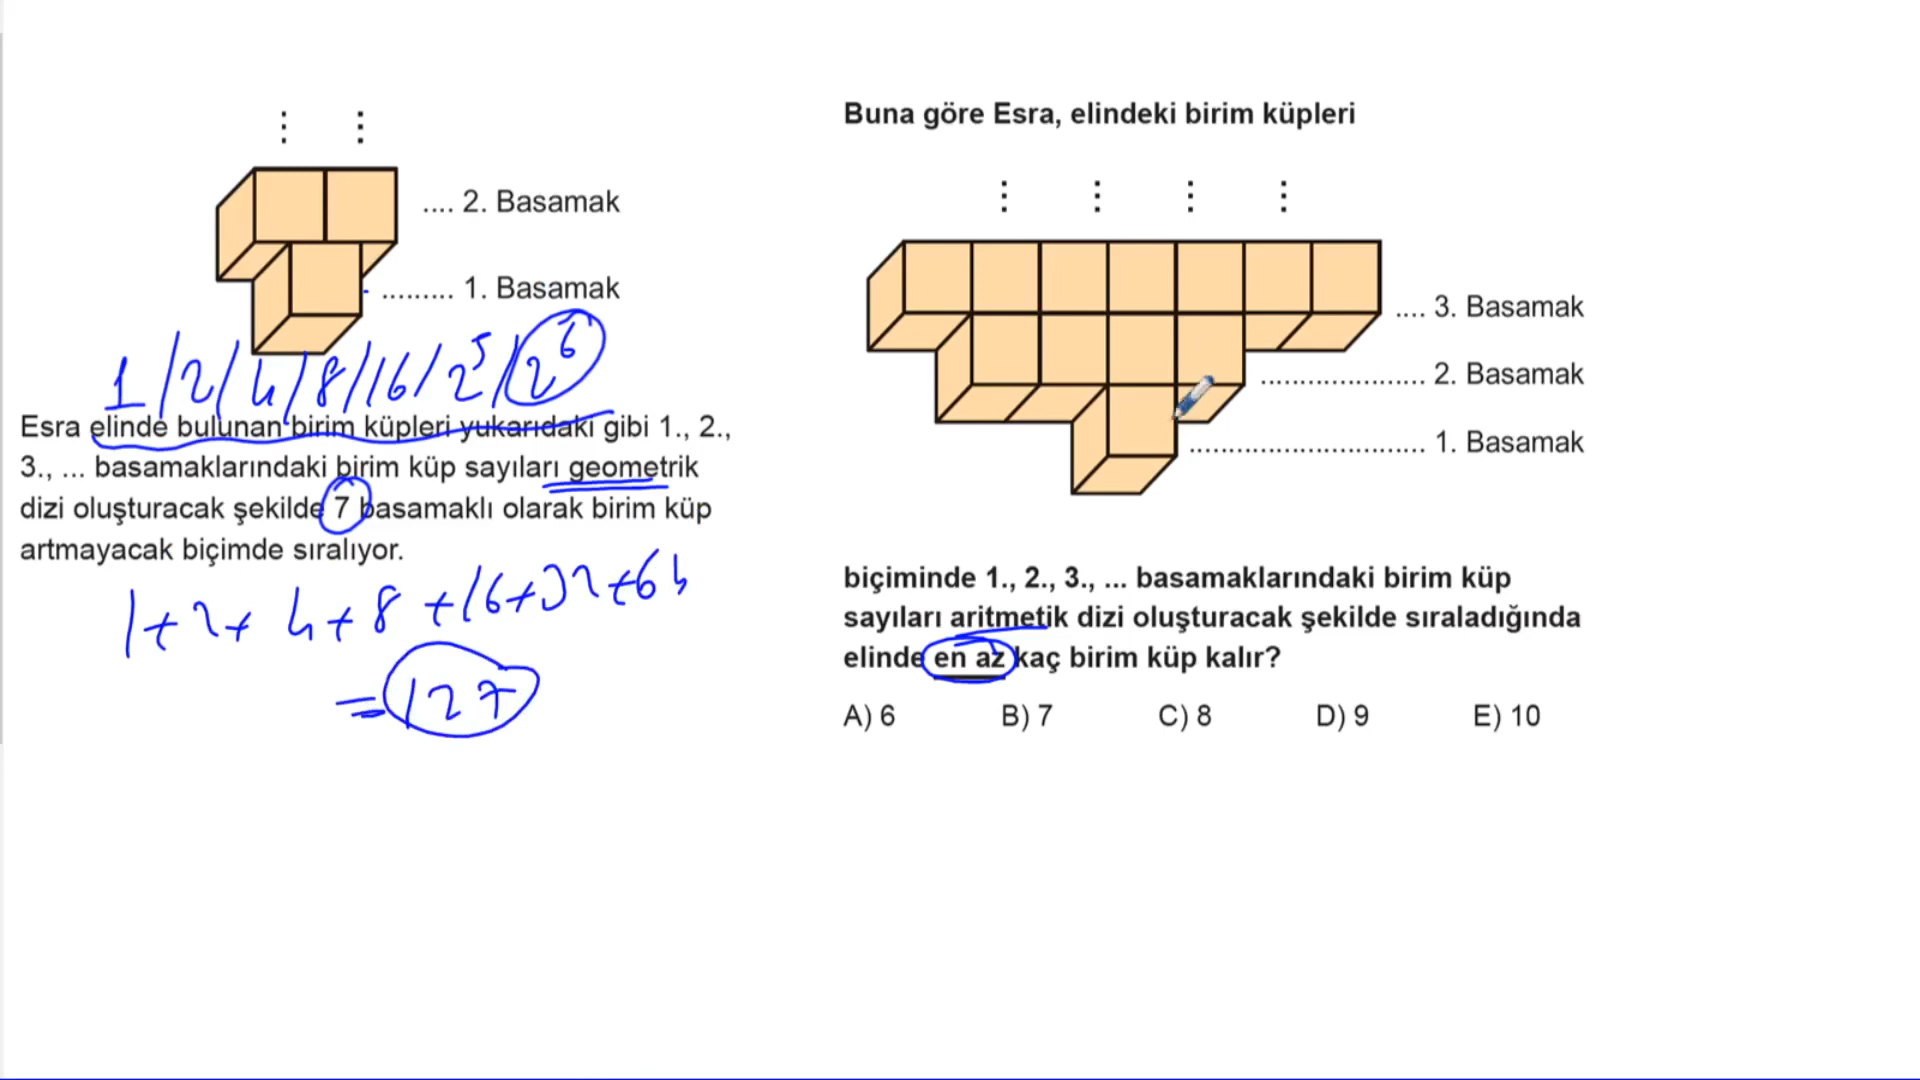 .... 2. Basamak
......... 1. Basamak
1/2/4/8/16/2⁵/2⁶
Esra elinde bulunan birim küpleri yukarıdaki gibi 1., 2.,
3., ... basamaklarındaki birim küp sayıları geometrik
dizi oluşturacak şekilde 7 basamaklı olarak birim küp
artmayacak biçimde sıralıyor.
1+2+4+8+16+32+64
=127
Buna göre Esra, elindeki birim küpleri
.... 3. Basamak
...................... 2. Basamak
............................... 1. Basamak
biçiminde 1., 2., 3., ... basamaklarındaki birim küp
sayıları aritmetik dizi oluşturacak şekilde sıraladığında
elinde en az kaç birim küp kalır?
A) 6 B) 7 C) 8 D) 9 E) 10